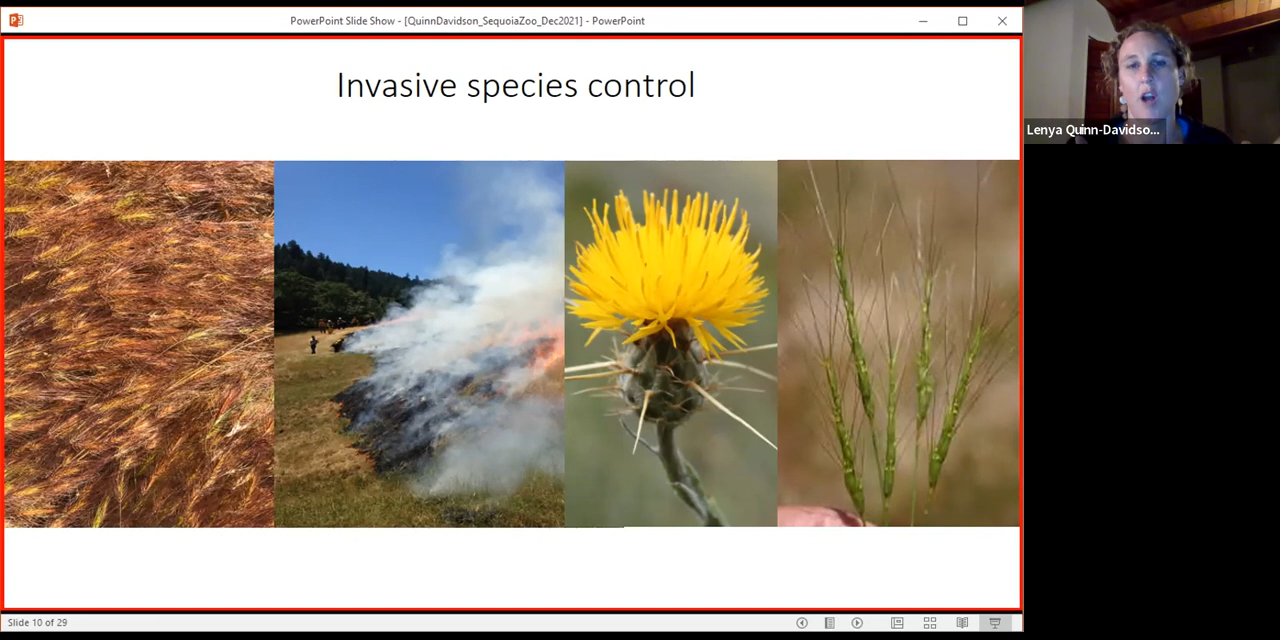 PowerPoint Slide Show - [QuinnDavidson_SequoiaZoo_Dec2021] - PowerPoint
Invasive species control
Lenya Quinn-Davidso...
Slide 10 of 29